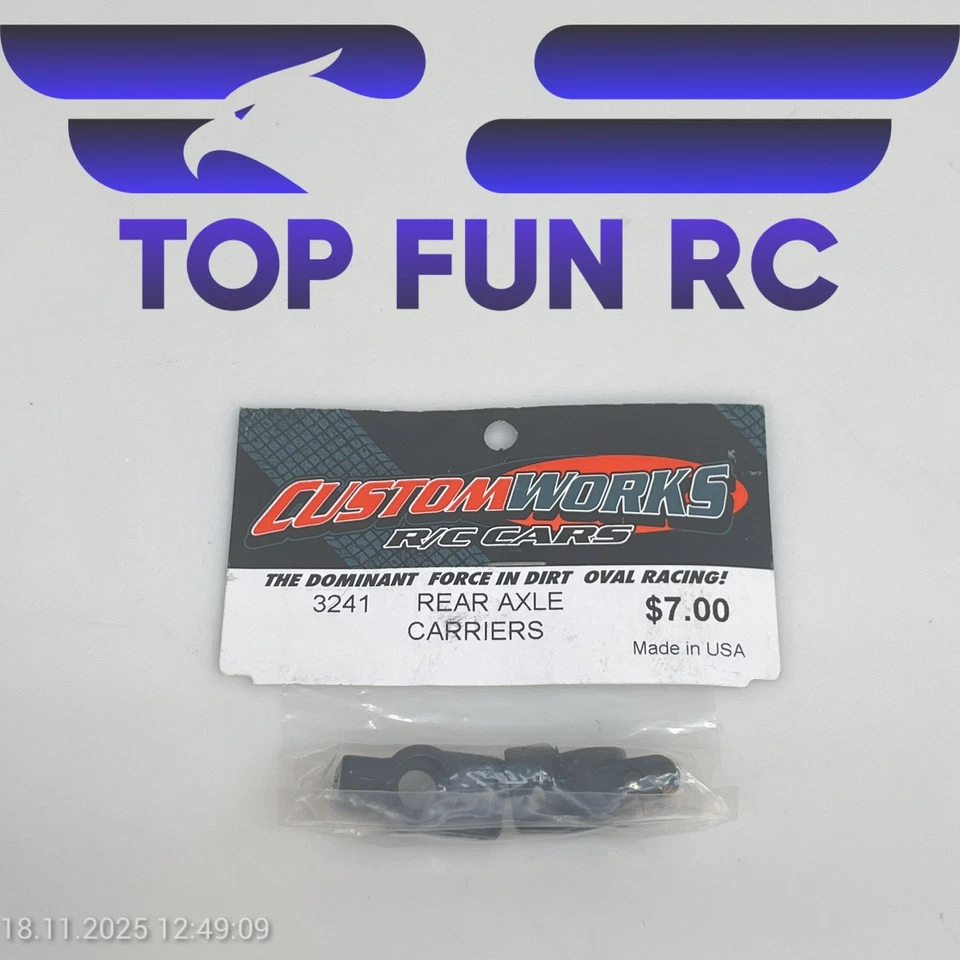 TOP FUN RC
CUSTOMWORKS
R/C CARS
THE DOMINANT FORCE IN DIRT OVAL RACING!
3241 REAR AXLE CARRIERS $7.00
Made in USA
18.11.2025 12:49:09